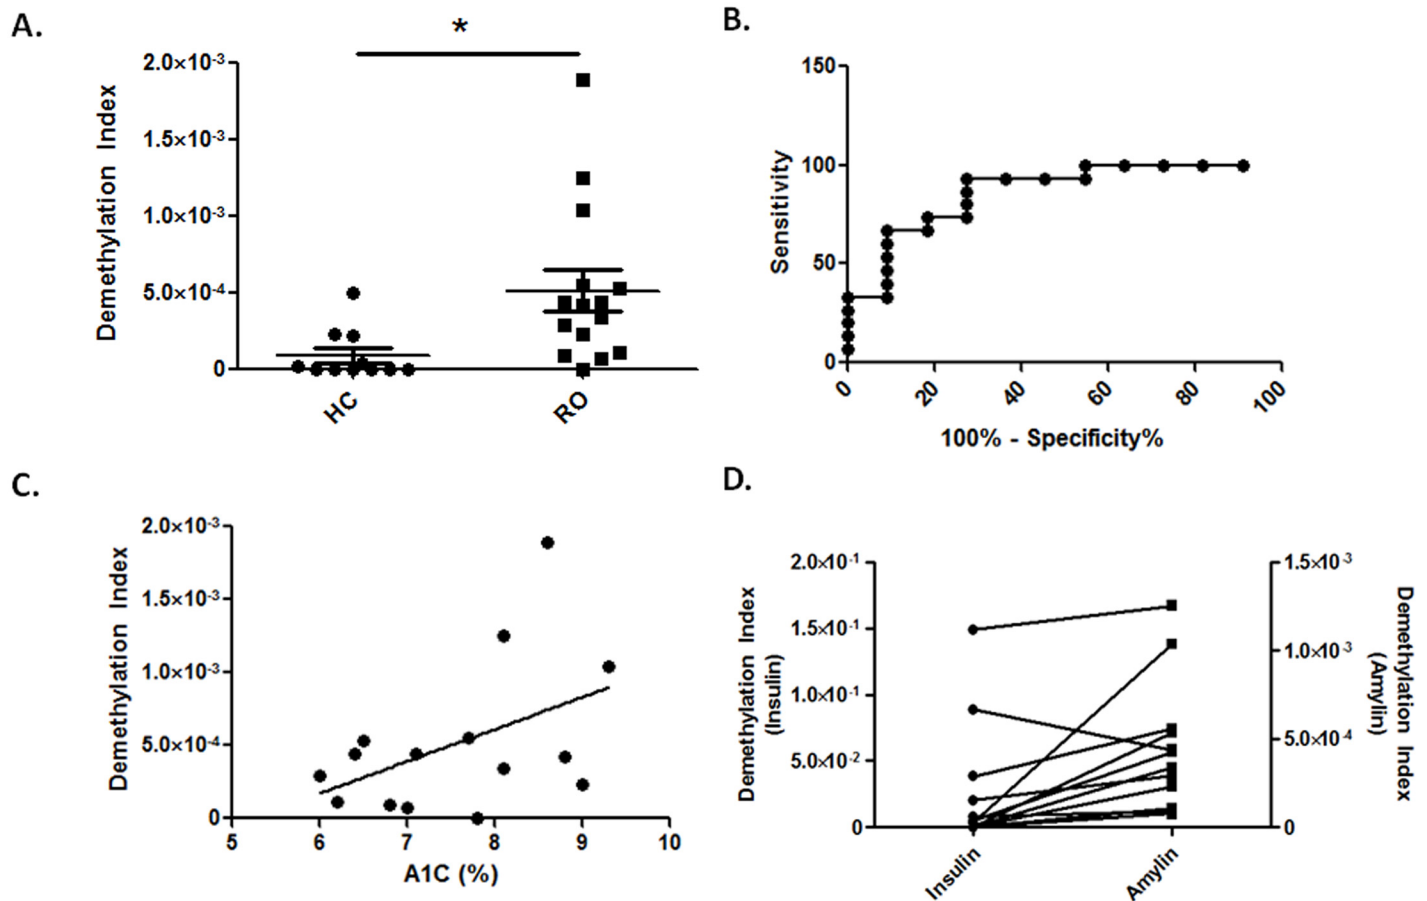 A.
*
Demethylation Index
2.0×10⁻³
1.5×10⁻³
1.0×10⁻³
5.0×10⁻⁴
0
HC
RO
B.
Sensitivity
150
100
50
0
0
20
40
60
80
100
100% - Specificity%
C.
Demethylation Index
2.0×10⁻³
1.5×10⁻³
1.0×10⁻³
5.0×10⁻⁴
0
5
6
7
8
9
10
A1C (%)
D.
Demethylation Index
(Insulin)
2.0×10⁻¹
1.5×10⁻¹
1.0×10⁻¹
5.0×10⁻²
0
Insulin
Amylin
1.5×10⁻³
1.0×10⁻³
5.0×10⁻⁴
0
Demethylation Index
(Amylin)